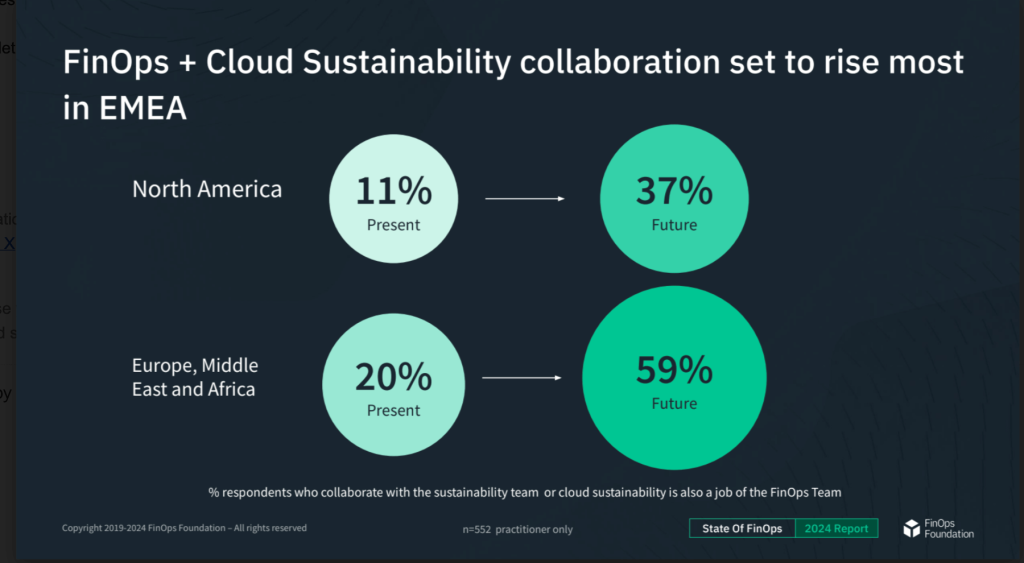 FinOps + Cloud Sustainability collaboration set to rise most
in EMEA
North America
11%
Present
37%
Future
Europe, Middle
East and Africa
20%
Present
59%
Future
% respondents who collaborate with the sustainability team or cloud sustainability is also a job of the FinOps Team
Copyright 2019-2024 FinOps Foundation – All rights reserved
n=552 practitioner only
State Of FinOps 2024 Report
FinOps
Foundation